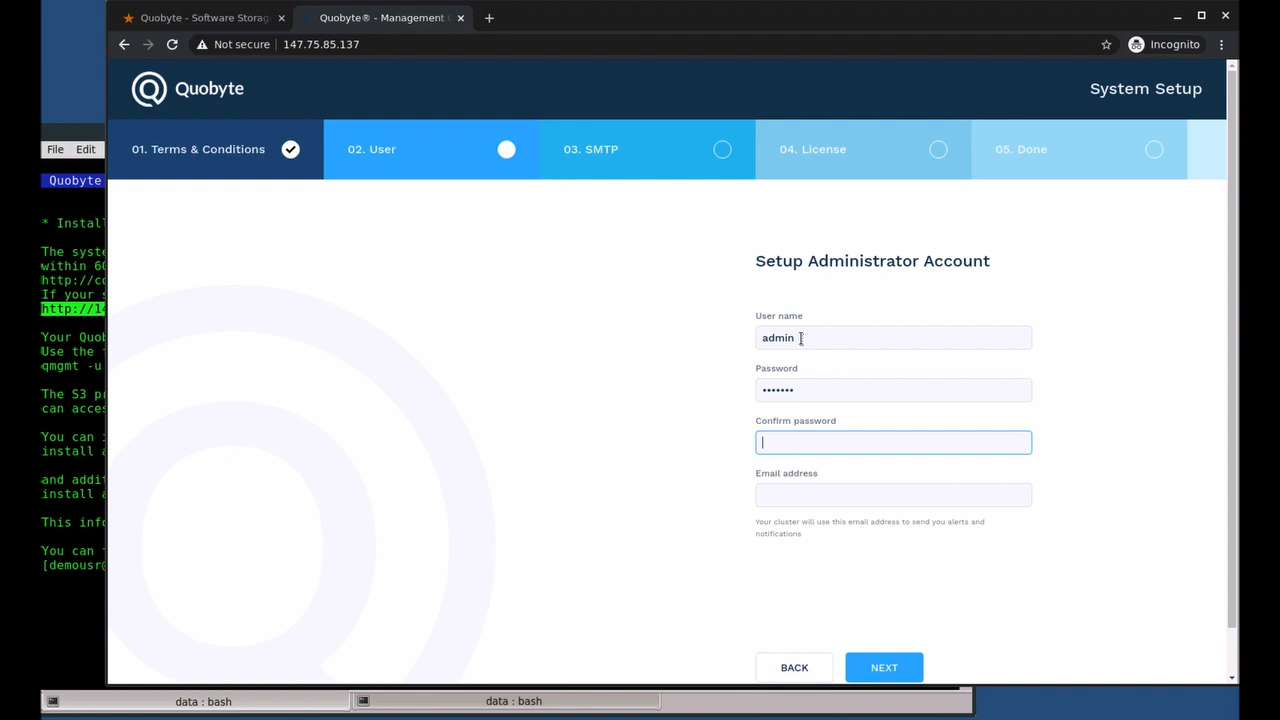 Quobyte - Software Storag
Quobyte® - Management
Not secure
147.75.85.137
Incognito
Quobyte
System Setup
01. Terms & Conditions
02. User
03. SMTP
04. License
05. Done
File Edit
Quobyte
* Instal
The syst
within 60
http://c
If your s
http://1
Your Quob
Use the
qmgmt -u
The S3 p
can acces
You can
install a
and addit
install a
This info
You can
[demousr@
Setup Administrator Account
User name
admin
Password
•••••••
Confirm password
Email address
Your cluster will use this email address to send you alerts and
notifications
BACK
NEXT
data : bash
data : bash